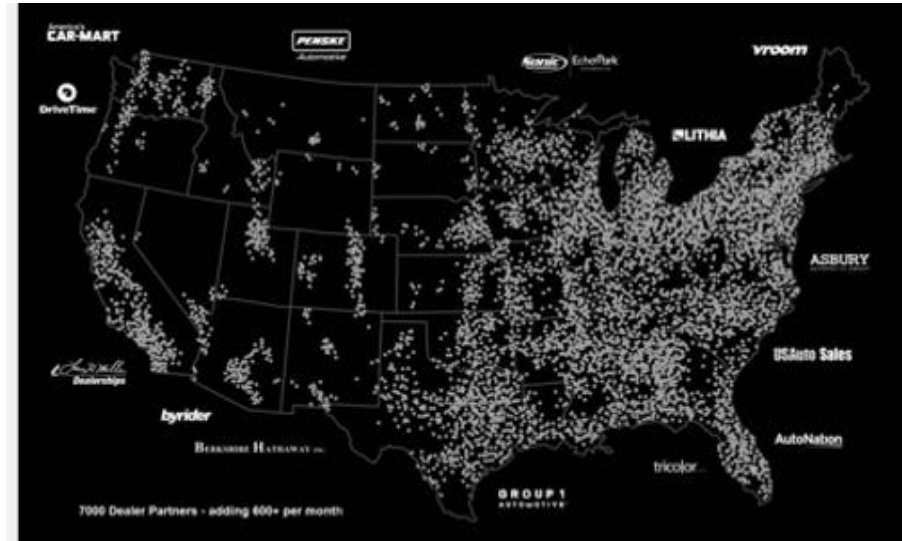 America's
CAR-MART
PENSKE
Automotive
Sonic EchoPark
vroom
DriveTime
LITHIA
ASBURY
USAuto Sales
Dealerships
byrider
AutoNation
BERKSHIRE HATHAWAY INC.
tricolor
GROUP 1
AUTOMOTIVE
7000 Dealer Partners - adding 600+ per month